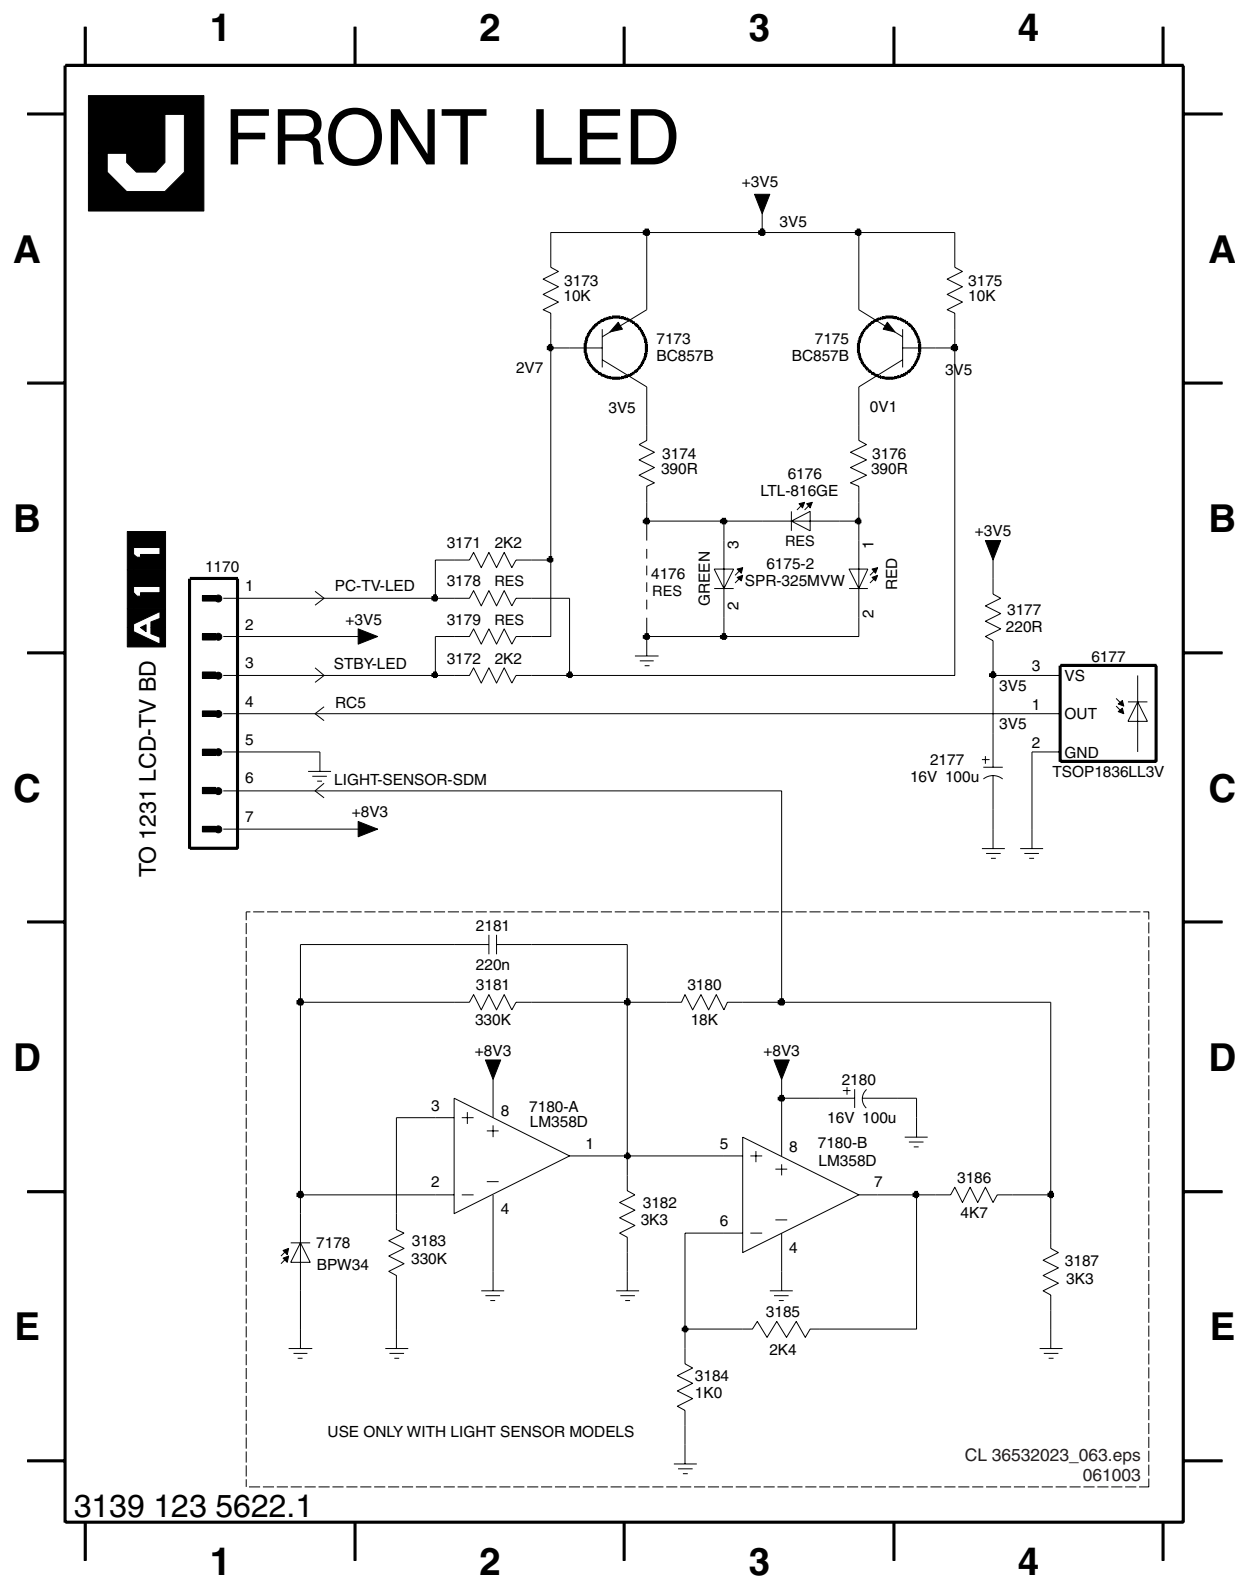 1 2 3 4
J FRONT LED
+3V5
3V5
A A
3173
10K
3175
10K
7173
BC857B
7175
BC857B
2V7
3V5
3V5
0V1
3174
390R
3176
390R
6176
LTL-816GE
RES
B B
+3V5
A11
TO 1231 LCD-TV BD
1170
3171 2K2
3178 RES
3179 RES
3172 2K2
1 PC-TV-LED
2 +3V5
3 STBY-LED
4 RC5
5
6 LIGHT-SENSOR-SDM
7 +8V3
4176
RES
GREEN
3
2
6175-2
SPR-325MVW
1
2
RED
3177
220R
6177
3 VS
3V5
1 OUT
3V5
2 GND
TSOP1836LL3V
2177
+
16V 100u
C C
2181
220n
3181
330K
3180
18K
D D
+8V3
+8V3
2180
+
16V 100u
7180-A
LM358D
3 + 8
+
1
2 − −
4
7180-B
LM358D
5 + 8
+
7
6 − −
4
3186
4K7
3182
3K3
7178
BPW34
3183
330K
3187
3K3
3185
2K4
E E
3184
1K0
USE ONLY WITH LIGHT SENSOR MODELS
CL 36532023_063.eps
061003
3139 123 5622.1
1 2 3 4